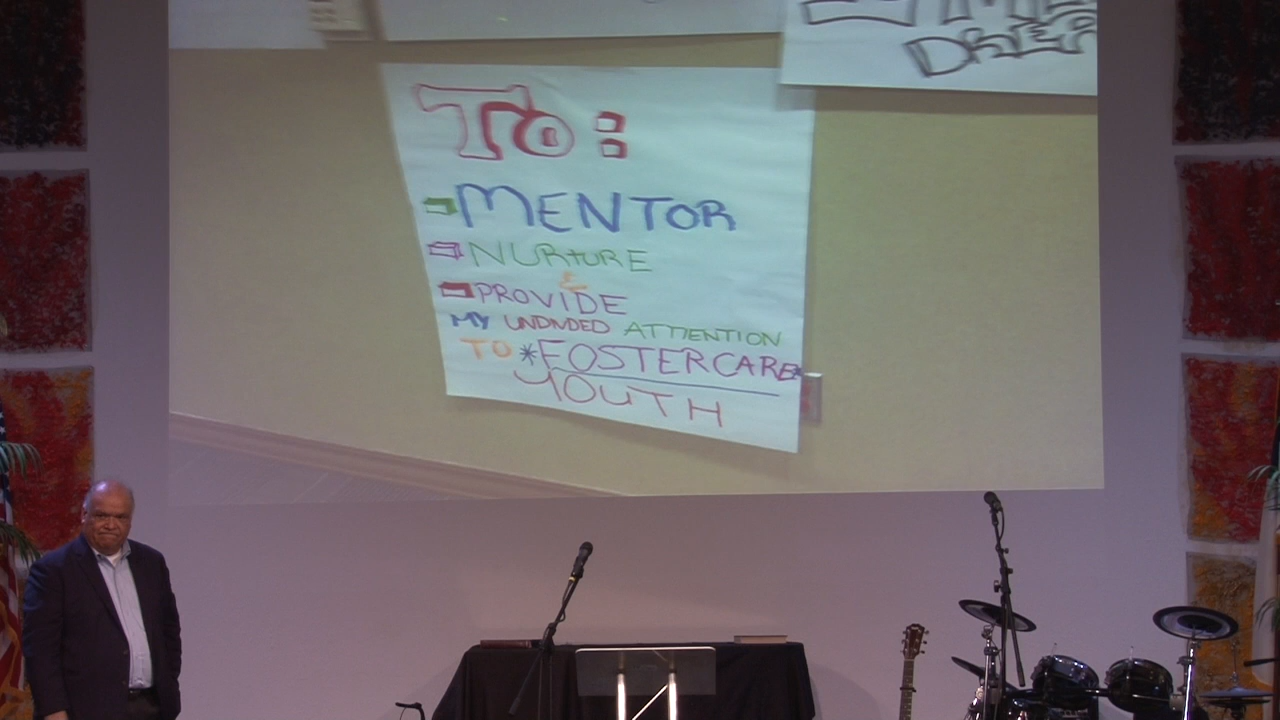 To:
MENTOR
NURtURE
&
PROVIDE
MY UNDIVIDED ATTENTION
TO *FOSTERCARE*
YOUTH